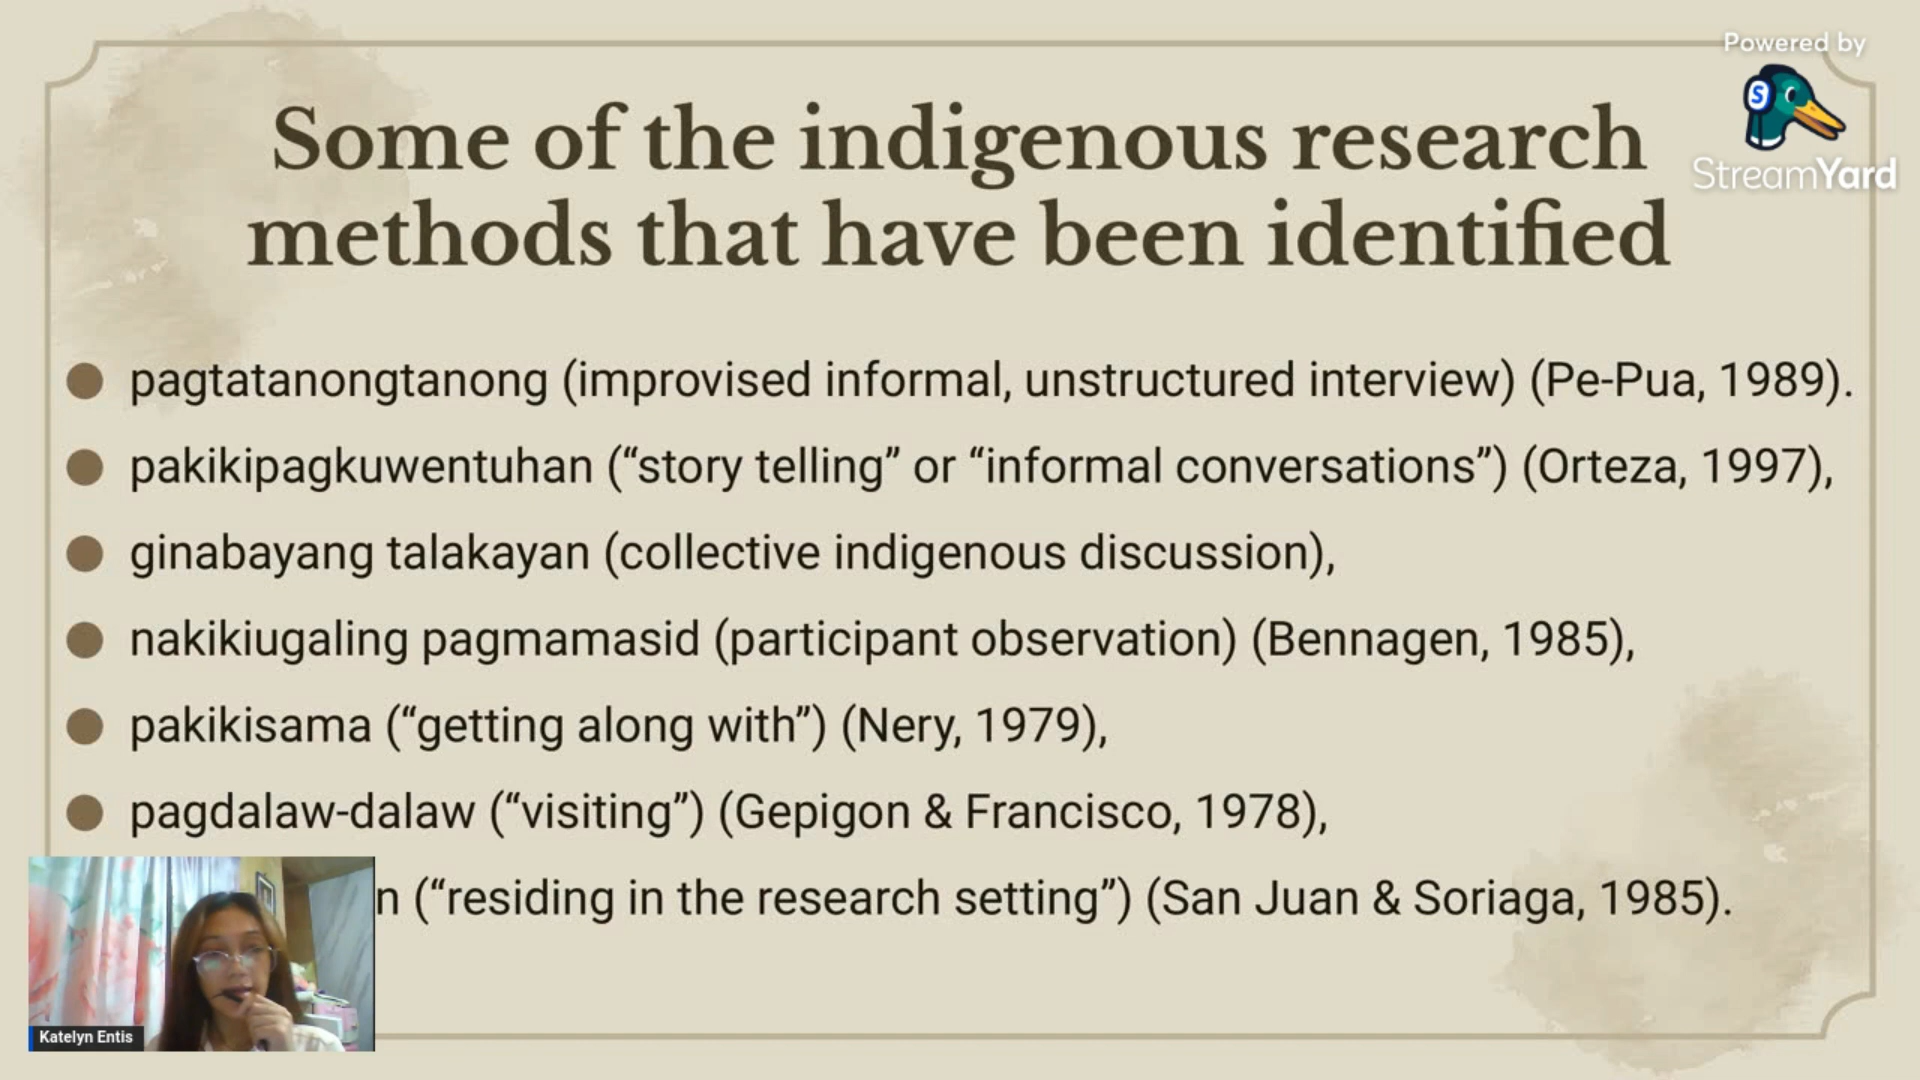 Powered by
StreamYard
Some of the indigenous research
methods that have been identified
pagtatanongtanong (improvised informal, unstructured interview) (Pe-Pua, 1989).
pakikipagkuwentuhan (“story telling” or “informal conversations”) (Orteza, 1997),
ginabayang talakayan (collective indigenous discussion),
nakikiugaling pagmamasid (participant observation) (Bennagen, 1985),
pakikisama (“getting along with”) (Nery, 1979),
pagdalaw-dalaw (“visiting”) (Gepigon & Francisco, 1978),
(“residing in the research setting”) (San Juan & Soriaga, 1985).
Katelyn Entis